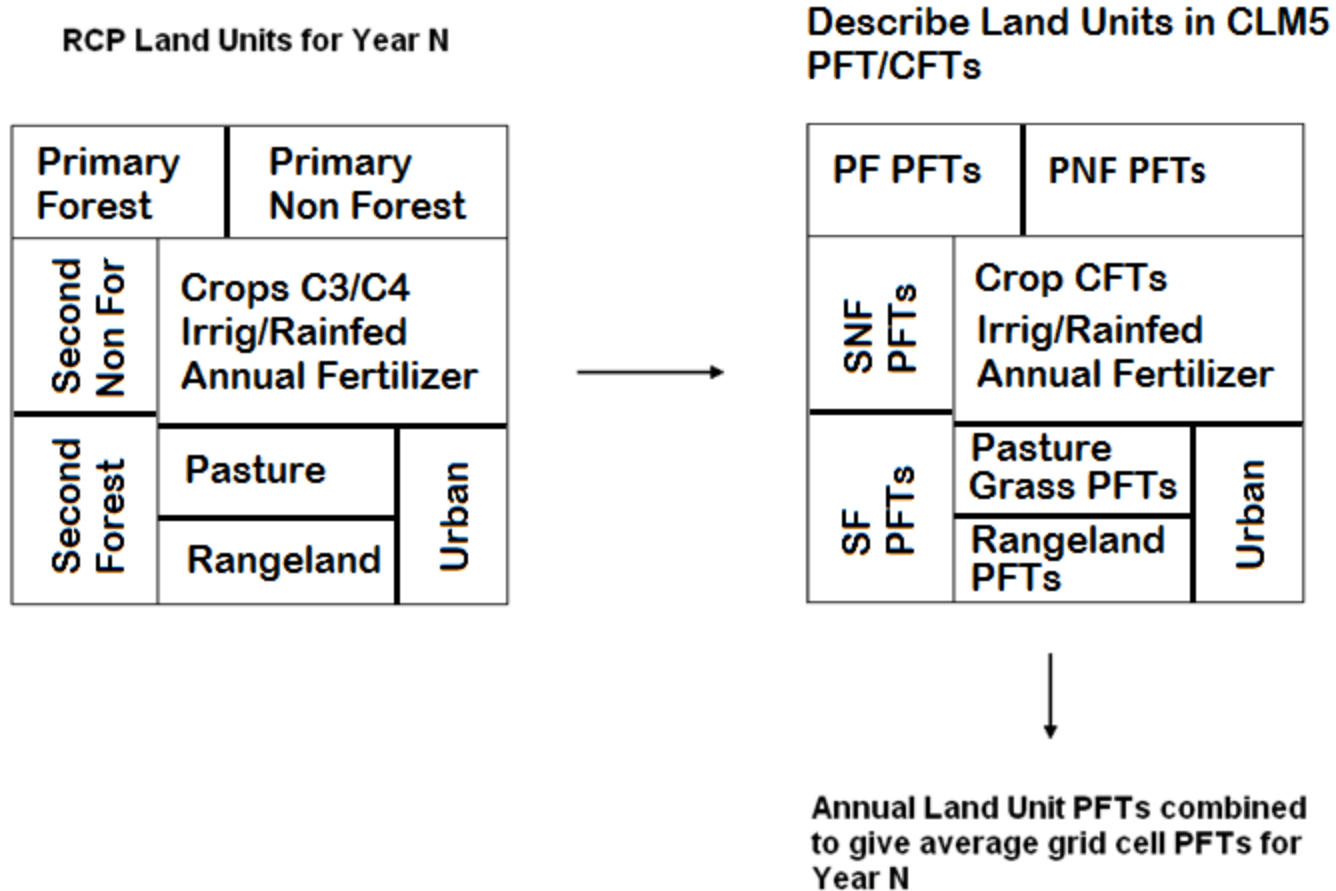 RCP Land Units for Year N
Primary
Forest
Primary
Non Forest
Second
Non For
Crops C3/C4
Irrig/Rainfed
Annual Fertilizer
Second
Forest
Pasture
Rangeland
Urban
Describe Land Units in CLM5
PFT/CFTs
PF PFTs
PNF PFTs
SNF
PFTs
Crop CFTs
Irrig/Rainfed
Annual Fertilizer
SF
PFTs
Pasture
Grass PFTs
Rangeland
PFTs
Urban
Annual Land Unit PFTs combined
to give average grid cell PFTs for
Year N